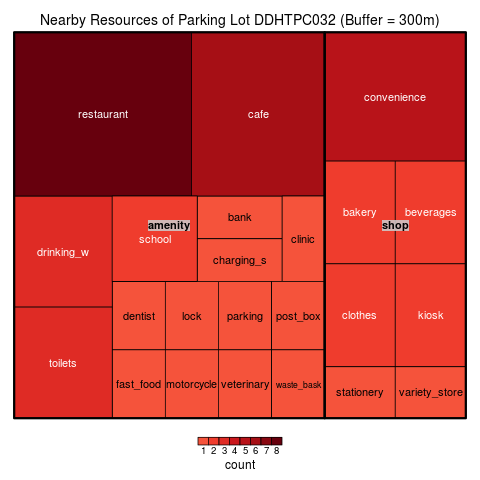 Nearby Resources of Parking Lot DDHTPC032 (Buffer = 300m)
restaurant
cafe
convenience
drinking_w
amenity
school
bank
charging_s
clinic
bakery
beverages
shop
toilets
dentist
lock
parking
post_box
clothes
kiosk
fast_food
motorcycle
veterinary
waste_bask
stationery
variety_store
1 2 3 4 5 6 7 8
count